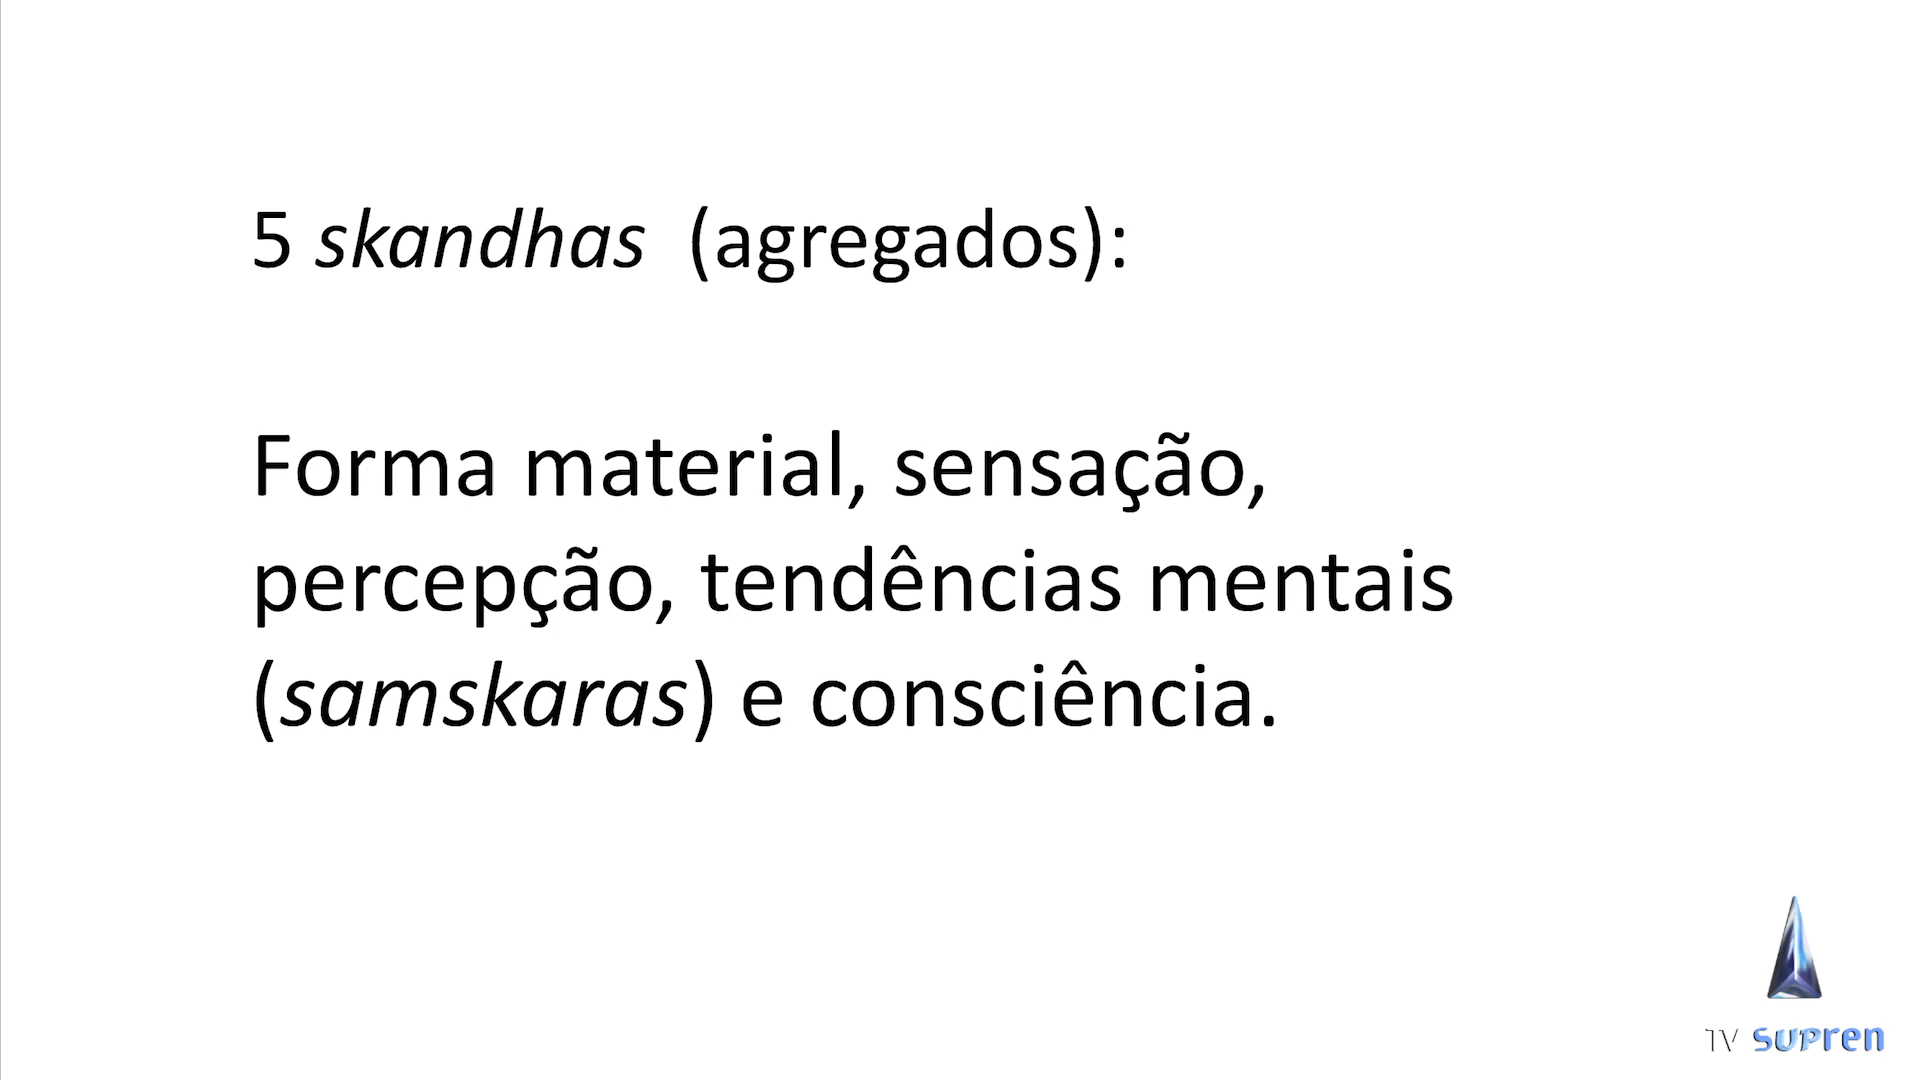 5 skandhas (agregados):
Forma material, sensação,
percepção, tendências mentais
(samskaras) e consciência.
TV Supren